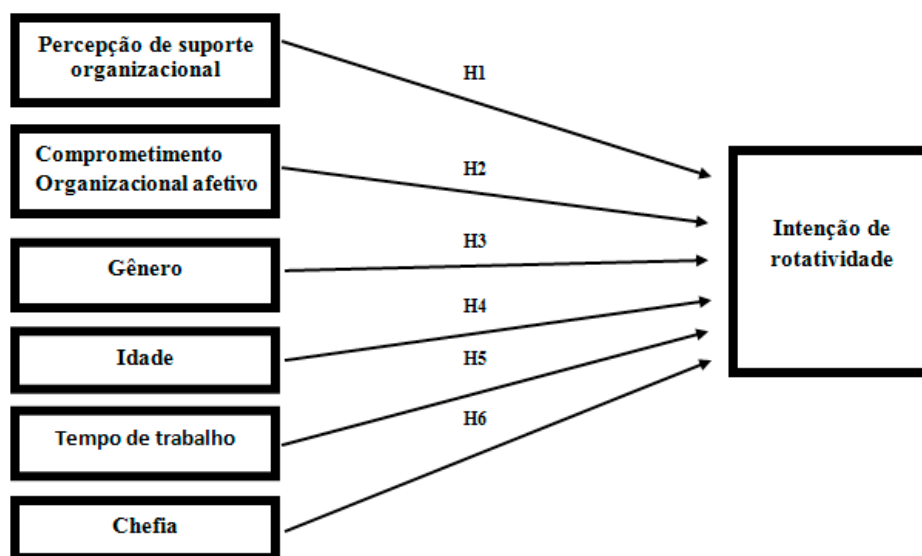 Percepção de suporte
organizacional
H1
Comprometimento
Organizacional afetivo
H2
Gênero
H3
Idade
H4
Tempo de trabalho
H5
Chefia
H6
Intenção de
rotatividade